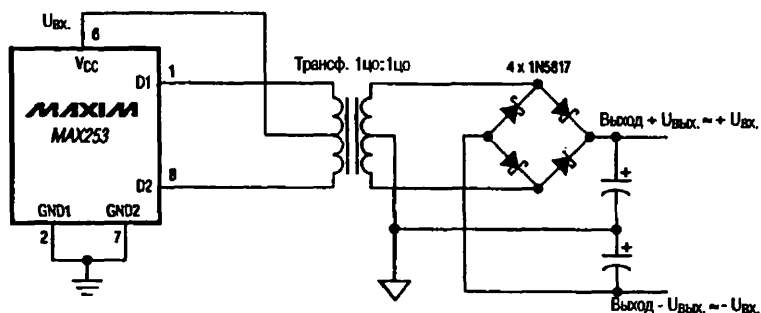 Uвх.
6
Vcc
D1
1
MAXIM
MAX253
D2
8
GND1
GND2
2
7
Трансф. 1цо:1цо
4 x 1N5817
Выход + Uвых. ≈ + Uвх.
+
+
Выход - Uвых. ≈ - Uвх.